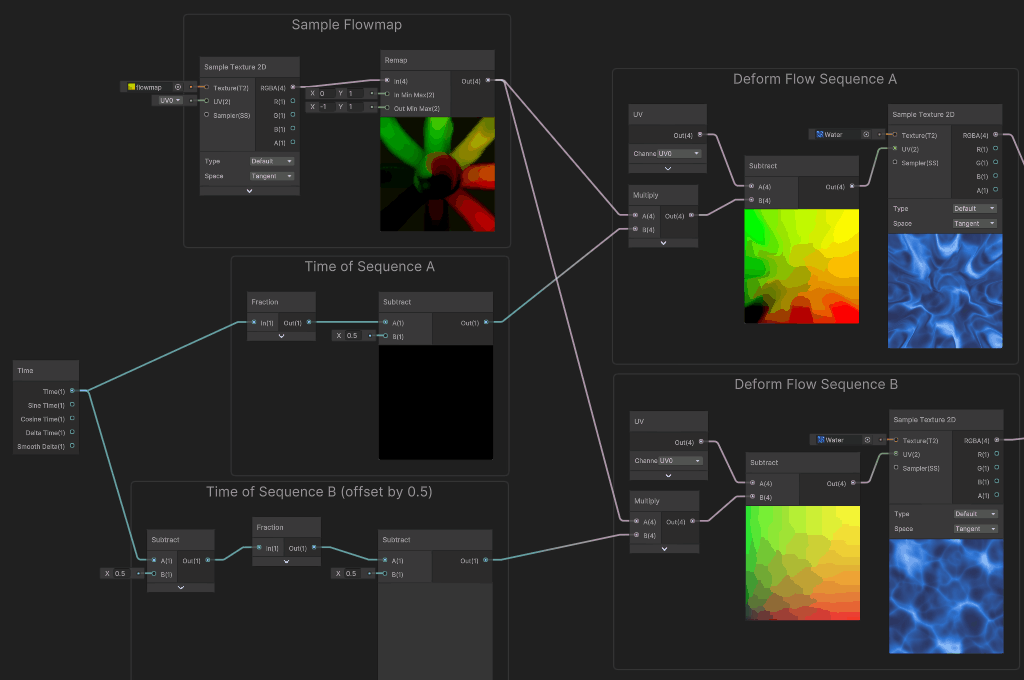 Sample Flowmap
Sample Texture 2D
flowmap
Texture(T2)
RGBA(4)
UV0
UV(2)
R(1)
Sampler(SS)
G(1)
B(1)
A(1)
Type
Default
Space
Tangent
Remap
In(4)
Out(4)
X 0 Y 1
In Min Max(2)
X -1 Y 1
Out Min Max(2)
Time of Sequence A
Fraction
In(1)
Out(1)
Subtract
A(1)
Out(1)
X 0.5
B(1)
Time
Time(1)
Sine Time(1)
Cosine Time(1)
Delta Time(1)
Smooth Delta(1)
Time of Sequence B (offset by 0.5)
Subtract
A(1)
Out(1)
X 0.5
B(1)
Fraction
In(1)
Out(1)
Subtract
A(1)
Out(1)
X 0.5
B(1)
Deform Flow Sequence A
UV
Out(4)
Channe UV0
Multiply
A(4)
Out(4)
B(4)
Subtract
A(4)
Out(4)
B(4)
Sample Texture 2D
Water
Texture(T2)
RGBA(4)
UV(2)
R(1)
Sampler(SS)
G(1)
B(1)
A(1)
Type
Default
Space
Tangent
Deform Flow Sequence B
UV
Out(4)
Channe UV0
Multiply
A(4)
Out(4)
B(4)
Subtract
A(4)
Out(4)
B(4)
Sample Texture 2D
Water
Texture(T2)
RGBA(4)
UV(2)
R(1)
Sampler(SS)
G(1)
B(1)
A(1)
Type
Default
Space
Tangent